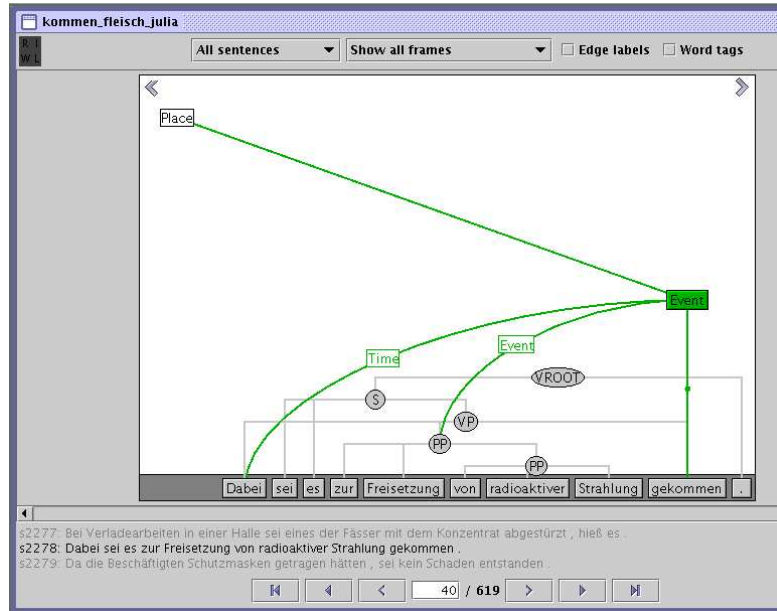 kommen_fleisch_julia
R I
W L
All sentences Show all frames Edge labels Word tags
Place
Event
Event
Time
VROOT
S
VP
PP
PP
Dabei sei es zur Freisetzung von radioaktiver Strahlung gekommen .
s2277: Bei Verladearbeiten in einer Halle sei eines der Fässer mit dem Konzentrat abgestürzt , hieß es .
s2278: Dabei sei es zur Freisetzung von radioaktiver Strahlung gekommen .
s2279: Da die Beschäftigten Schutzmasken getragen hätten , sei kein Schaden entstanden .
40 / 619